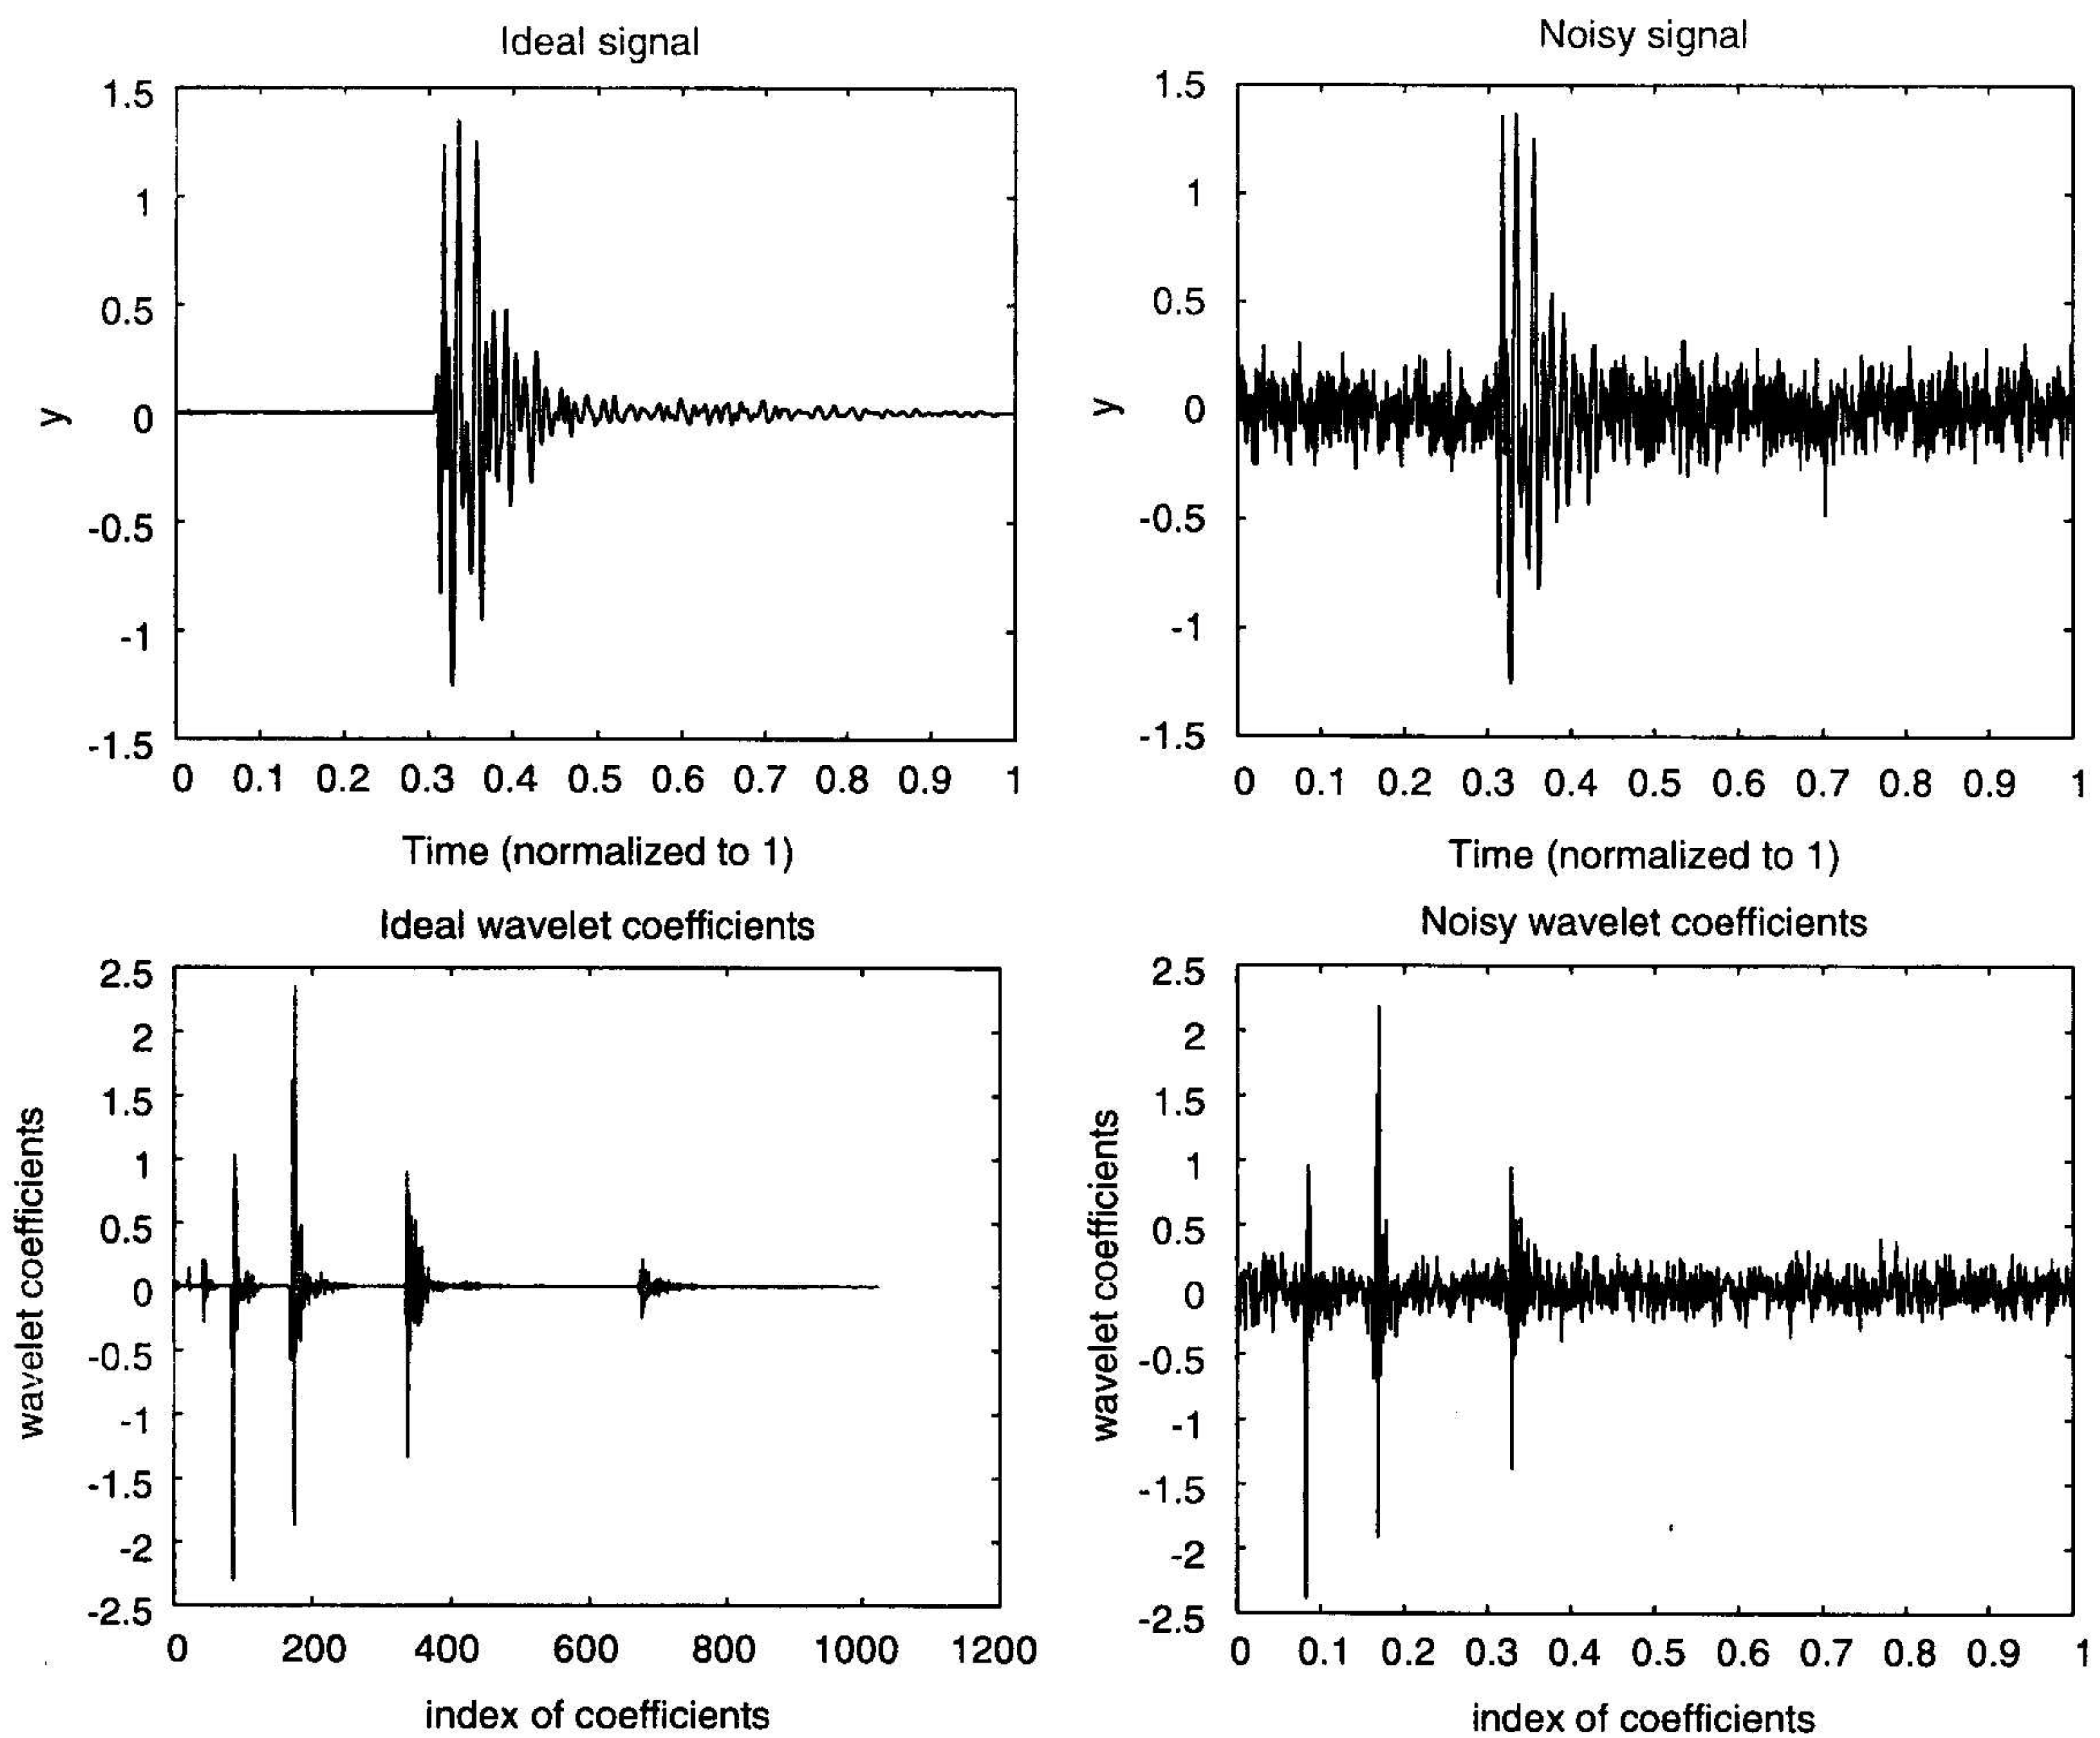 Ideal signal
1.5
1
0.5
0
-0.5
-1
-1.5
y
0 0.1 0.2 0.3 0.4 0.5 0.6 0.7 0.8 0.9 1
Time (normalized to 1)
Noisy signal
1.5
1
0.5
0
-0.5
-1
-1.5
y
0 0.1 0.2 0.3 0.4 0.5 0.6 0.7 0.8 0.9 1
Time (normalized to 1)
Ideal wavelet coefficients
2.5
2
1.5
1
0.5
0
-0.5
-1
-1.5
-2
-2.5
wavelet coefficients
0 200 400 600 800 1000 1200
index of coefficients
Noisy wavelet coefficients
2.5
2
1.5
1
0.5
0
-0.5
-1
-1.5
-2
-2.5
wavelet coefficients
0 0.1 0.2 0.3 0.4 0.5 0.6 0.7 0.8 0.9 1
index of coefficients